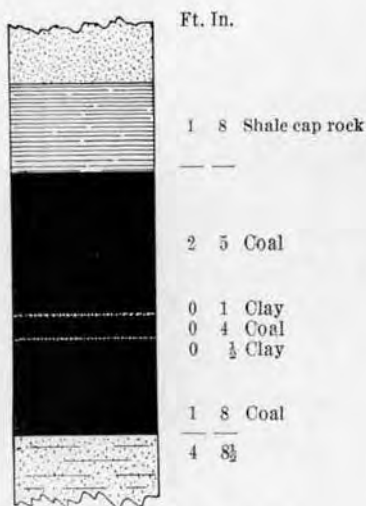 Ft. In.
1 8 Shale cap rock
2 5 Coal
0 1 Clay
0 4 Coal
0 ½ Clay
1 8 Coal
4 8½